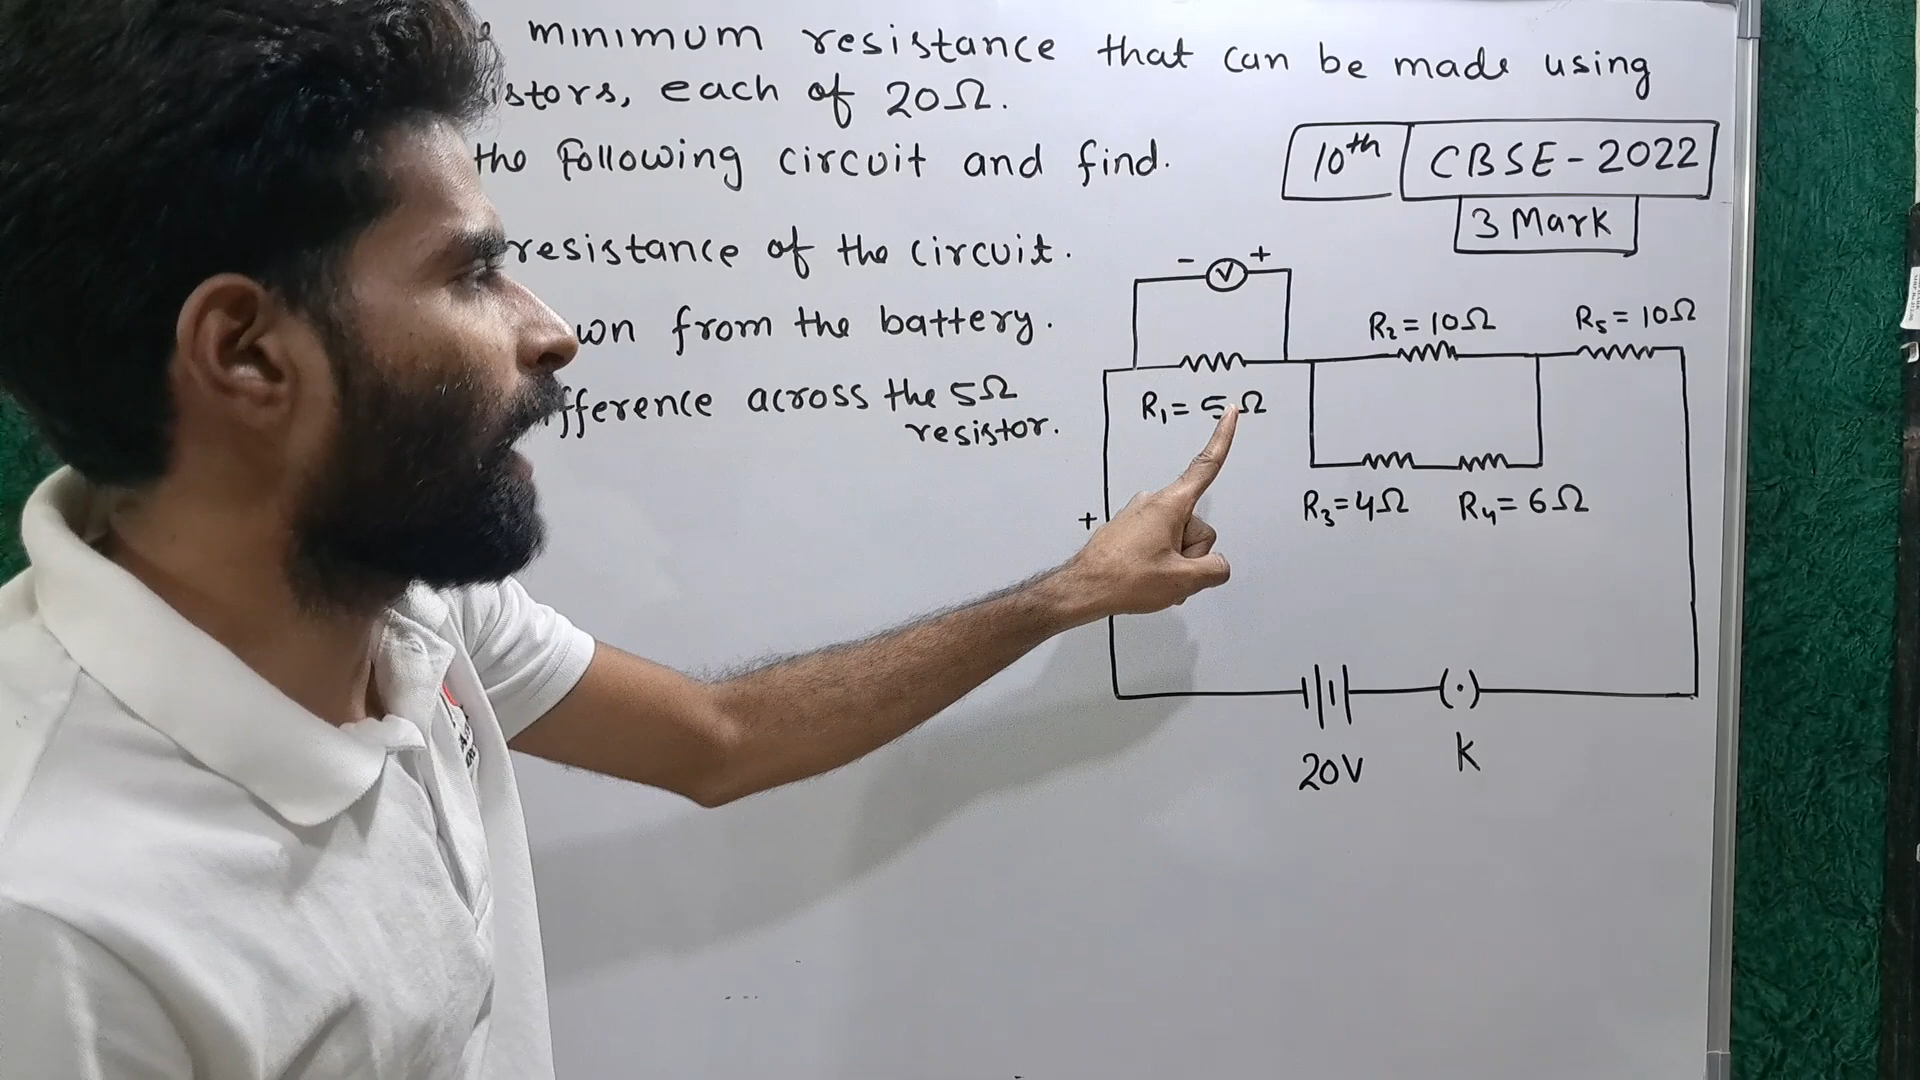 minimum resistance that can be made using
istors, each of 20Ω.
the following circuit and find.
10th CBSE-2022
3 Mark
resistance of the circuit.
wn from the battery.
fference across the 5Ω
resistor.
- V +
R2 = 10Ω R5 = 10Ω
R1 = 5Ω
R3 = 4Ω R4 = 6Ω
+
20V K